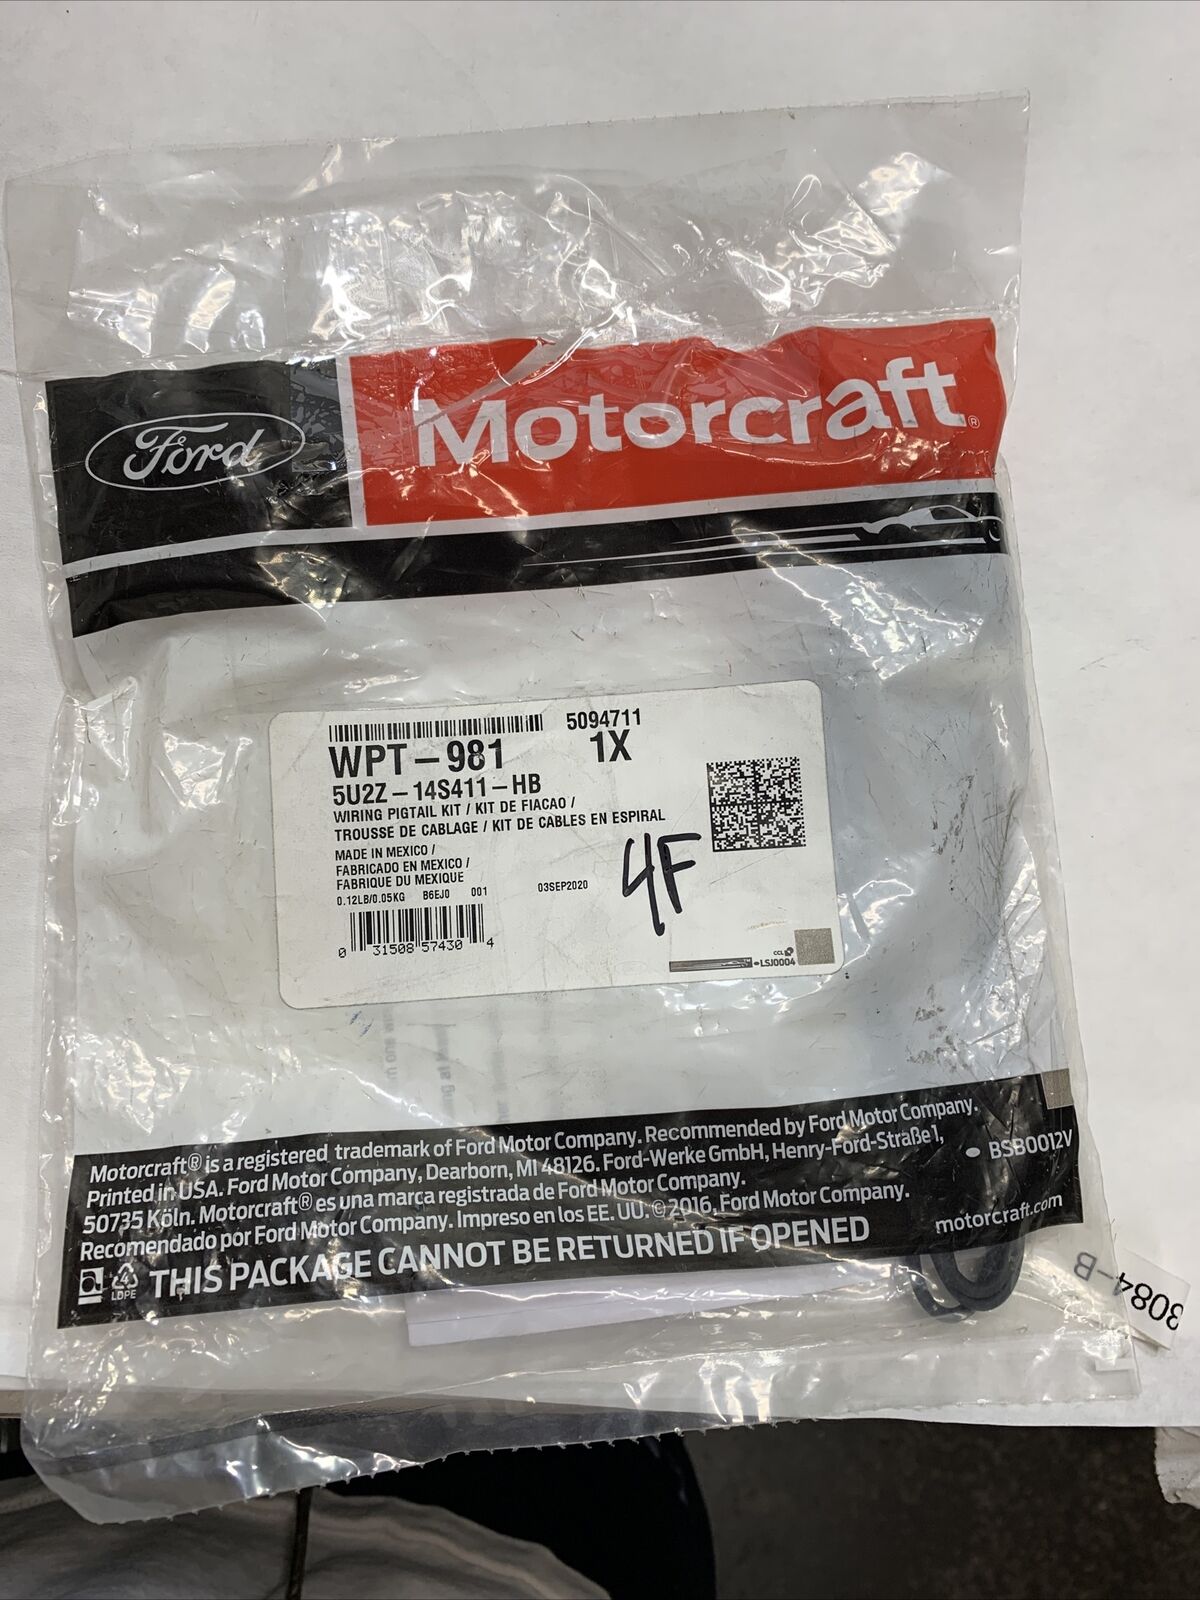 Ford
Motorcraft®
5094711
WPT-981 1X
5U2Z-14S411-HB
WIRING PIGTAIL KIT / KIT DE FIACAO /
TROUSSE DE CABLAGE / KIT DE CABLES EN ESPIRAL
MADE IN MEXICO /
FABRICADO EN MEXICO /
FABRIQUE DU MEXIQUE
0.12LB/0.05KG B6EJ0 001 03SEP2020
4F
0 31508 57430 4
CCL
LSJ0004
Motorcraft® is a registered trademark of Ford Motor Company. Recommended by Ford Motor Company.
Printed in USA. Ford Motor Company, Dearborn, MI 48126. Ford-Werke GmbH, Henry-Ford-Straße 1,
50735 Köln. Motorcraft® es una marca registrada de Ford Motor Company.
Recomendado por Ford Motor Company. Impreso en los EE. UU. ©2016, Ford Motor Company.
THIS PACKAGE CANNOT BE RETURNED IF OPENED
4
LDPE
• BSB0012V
motorcraft.com
3084-B